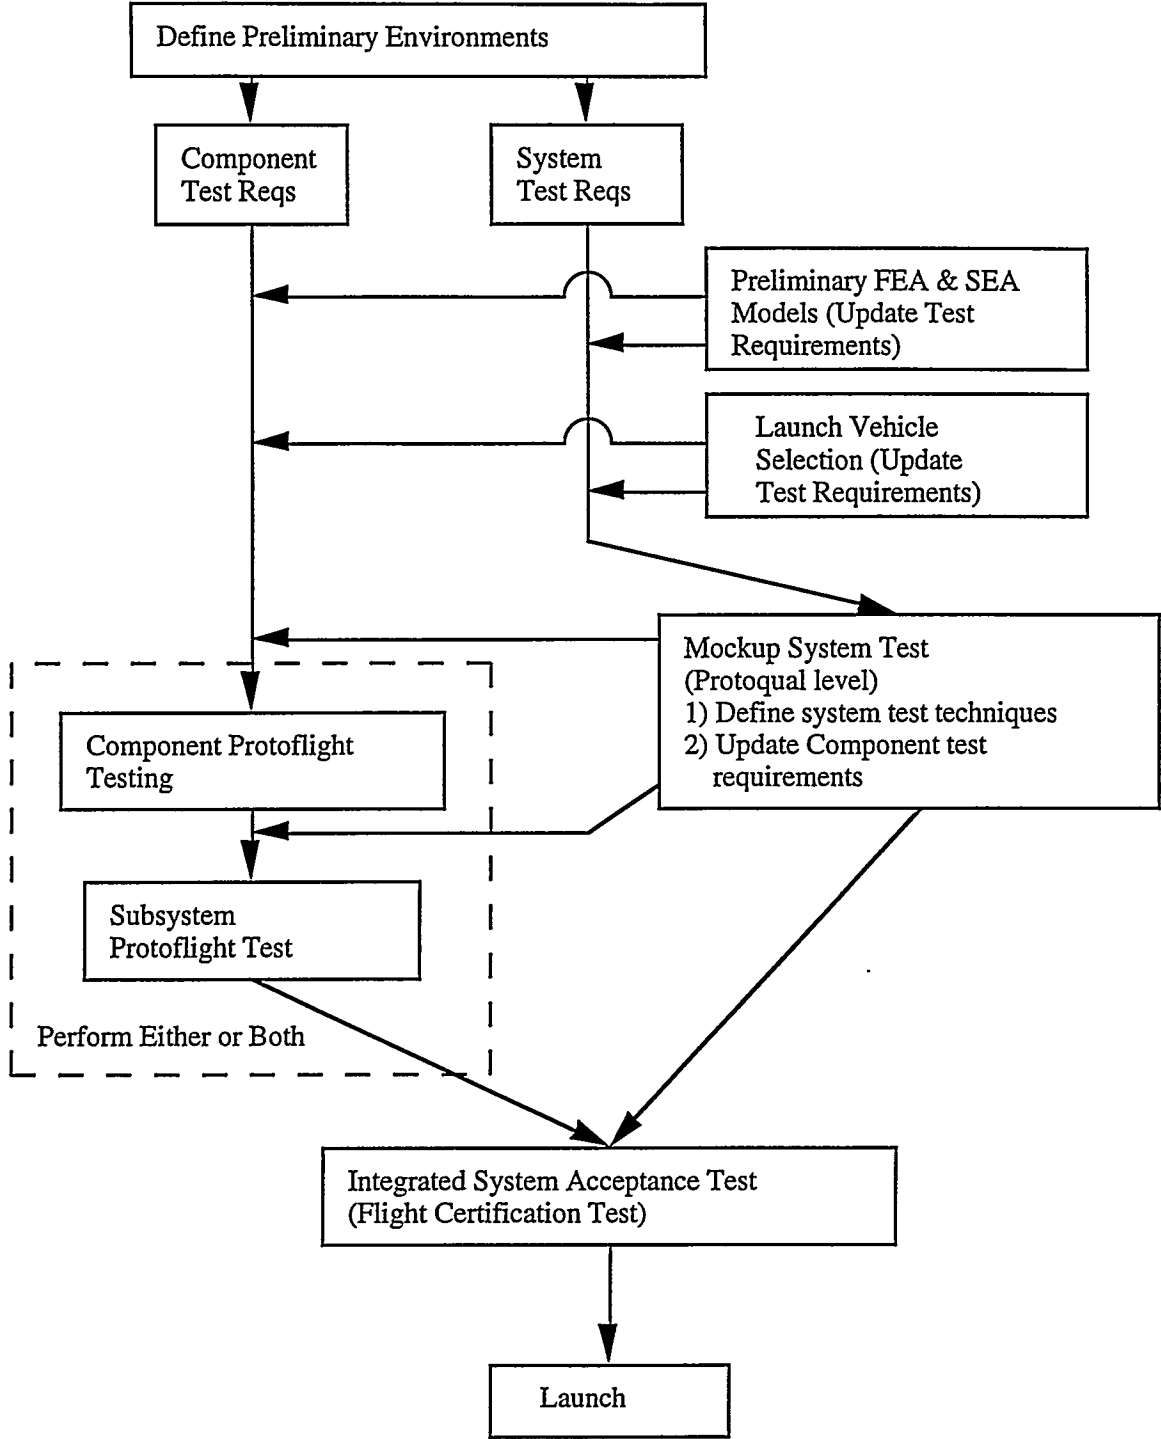 Define Preliminary Environments
Component
Test Reqs
System
Test Reqs
Preliminary FEA & SEA
Models (Update Test
Requirements)
Launch Vehicle
Selection (Update
Test Requirements)
Mockup System Test
(Protoqual level)
1) Define system test techniques
2) Update Component test
requirements
Component Protoflight
Testing
Subsystem
Protoflight Test
Perform Either or Both
Integrated System Acceptance Test
(Flight Certification Test)
Launch